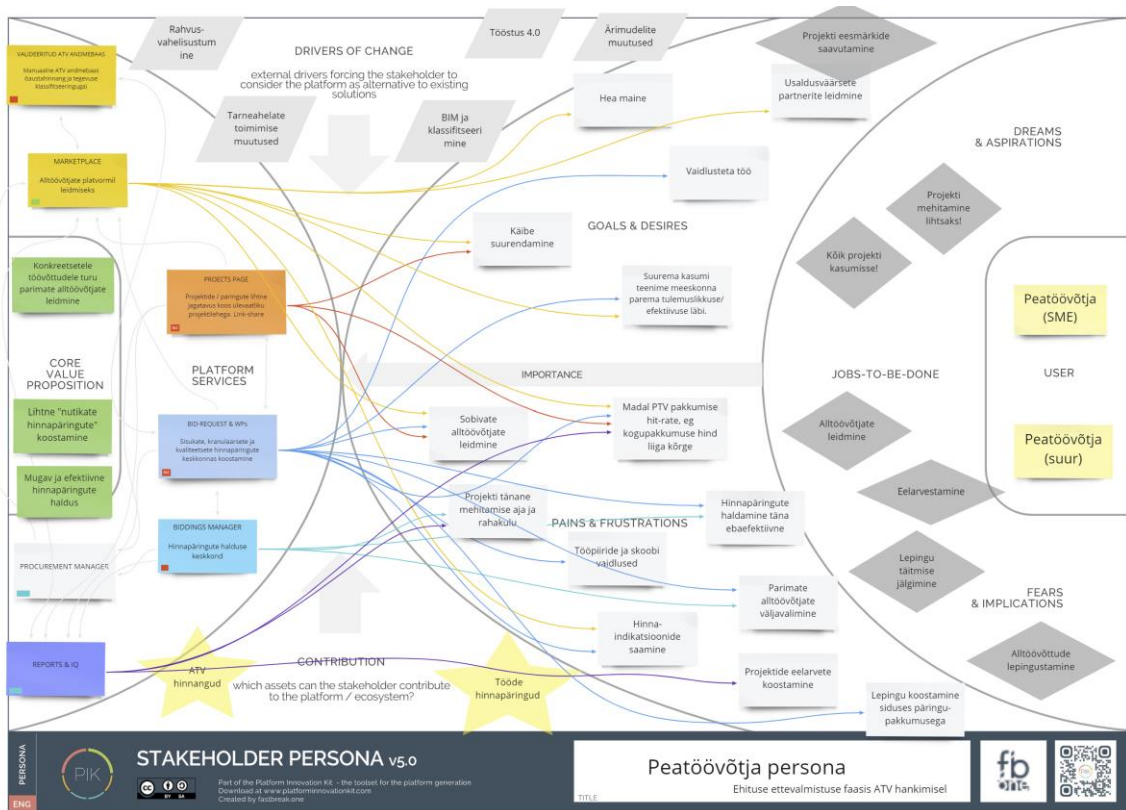 Rahvus-
vahelisustum
ine
DRIVERS OF CHANGE
external drivers forcing the stakeholder to
consider the platform as alternative to existing
solutions
Tarneahelate
toimimise
muutused
BIM ja
klassifitseeri
mine
Tööstus 4.0
Ärimudelite
muutused
Projekti eesmärkide
saavutamine
Usaldusväärsete
partnerite leidmine
Hea maine
Vaidlusteta töö
GOALS & DESIRES
Käibe
suurendamine
Suurema kasumi
teenime meeskonna
parema tulemuslikkuse/
efektiivuse läbi.
DREAMS
& ASPIRATIONS
Projekti
mehitamine
lihtsaks!
Kõik projekti
kasumisse!
VALIDEERITUD ATV ANDMEBAAS
MARKETPLACE
Alltöövõtjate platvormil
leidmiseks
Konkreetsetele
töövõttudele turu
parimate alltöövõtjate
leidmine
CORE
VALUE
PROPOSITION
Lihtne "nutikate
hinnapäringute"
koostamine
Mugav ja efektiivne
hinnapäringute
haldus
PROCUREMENT MANAGER
REPORTS & IQ
PROECTS PAGE
Projektide / päringute lihtne
jagatavus koos ülevaatliku
projektilehega. Link-share
PLATFORM
SERVICES
BID-REQUEST & WPs
Sisukate, kranulaarsete ja
kvaliteetsete hinnapäringute
keskkonnas koostamine
BIDDINGS MANAGER
Hinnapäringute halduse
keskkond
IMPORTANCE
Sobivate
alltöövõtjate
leidmine
Madal PTV pakkumise
hit-rate, eg
kogupakkumuse hind
liiga kõrge
Projekti tänane
mehitamise aja ja
rahakulu
PAINS & FRUSTRATIONS
Hinnapäringute
haldamine täna
ebaefektiivne
Tööpiiride ja skoobi
vaidlused
Parimate
alltöövõtjate
väljavalimine
Hinna-
indikatsioonide
saamine
Projektide eelarvete
koostamine
Lepingu koostamine
siduses päringu-
pakkumusega
JOBS-TO-BE-DONE
Alltöövõtjate
leidmine
Eelarvestamine
Lepingu
täitmise
jälgimine
FEARS
& IMPLICATIONS
Alltöövõttude
lepingustamine
Peatöövõtja
(SME)
USER
Peatöövõtja
(suur)
ATV
hinnangud
CONTRIBUTION
which assets can the stakeholder contribute
to the platform / ecosystem?
Tööde
hinnapäringud
PERSONA
ENG
PIK
STAKEHOLDER PERSONA v5.0
cc
BY SA
Part of the Platform Innovation Kit - the toolset for the platform generation
Download at www.platforminnovationkit.com
Created by fastbreak.one
TITLE
Peatöövõtja persona
Ehituse ettevalmistuse faasis ATV hankimisel
fb
one.